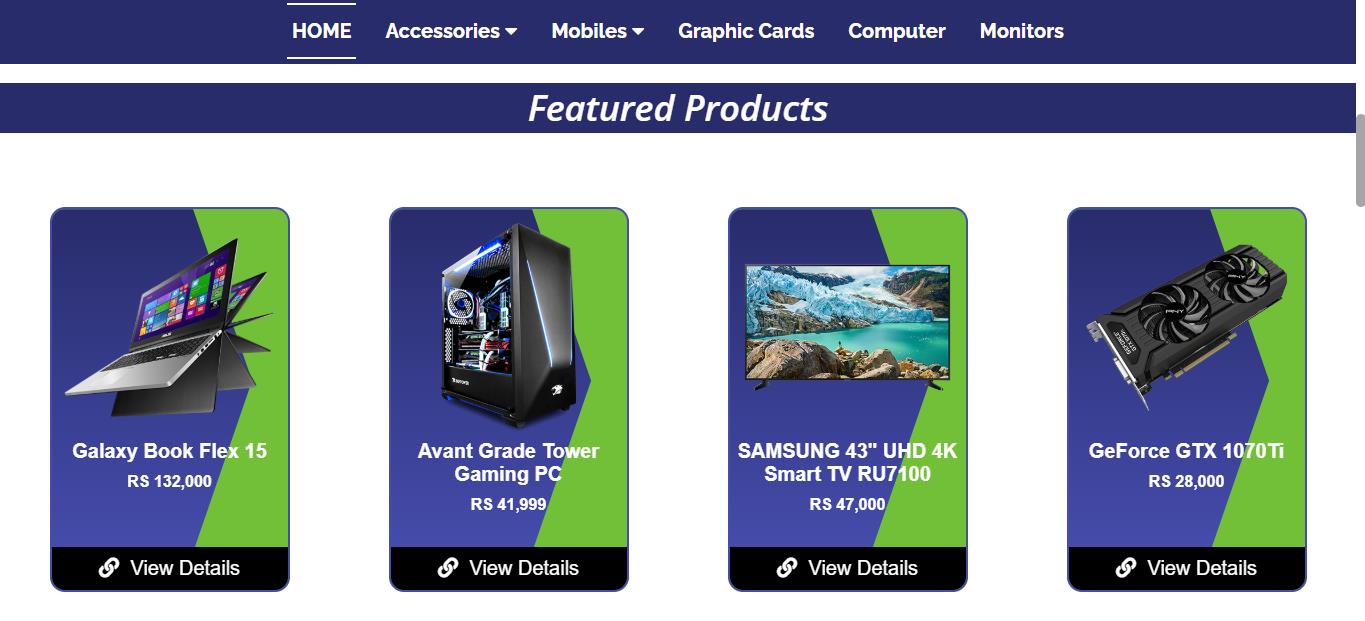 HOME Accessories Mobiles Graphic Cards Computer Monitors
Featured Products
Galaxy Book Flex 15
RS 132,000
View Details
Avant Grade Tower
Gaming PC
RS 41,999
View Details
SAMSUNG 43" UHD 4K
Smart TV RU7100
RS 47,000
View Details
PNY
PNY
GeForce GTX 1070Ti
RS 28,000
View Details